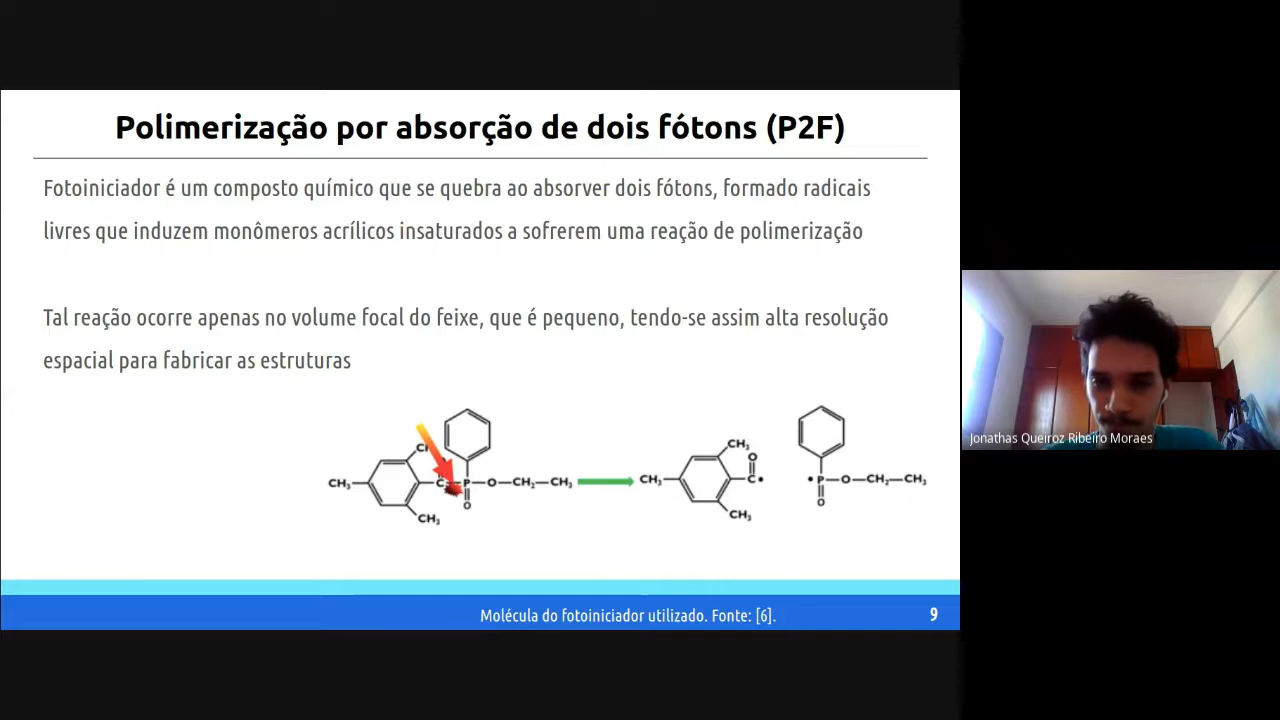 Polimerização por absorção de dois fótons (P2F)
Fotoiniciador é um composto químico que se quebra ao absorver dois fótons, formado radicais
livres que induzem monômeros acrílicos insaturados a sofrerem uma reação de polimerização
Tal reação ocorre apenas no volume focal do feixe, que é pequeno, tendo-se assim alta resolução
espacial para fabricar as estruturas
CH₃
CH₃ C P O CH₂ CH₃
O
CH₃
CH₃
O
CH₃ C•
CH₃
•P O CH₂ CH₃
O
Molécula do fotoiniciador utilizado. Fonte: [6].
9
Jonathas Queiroz Ribeiro Moraes